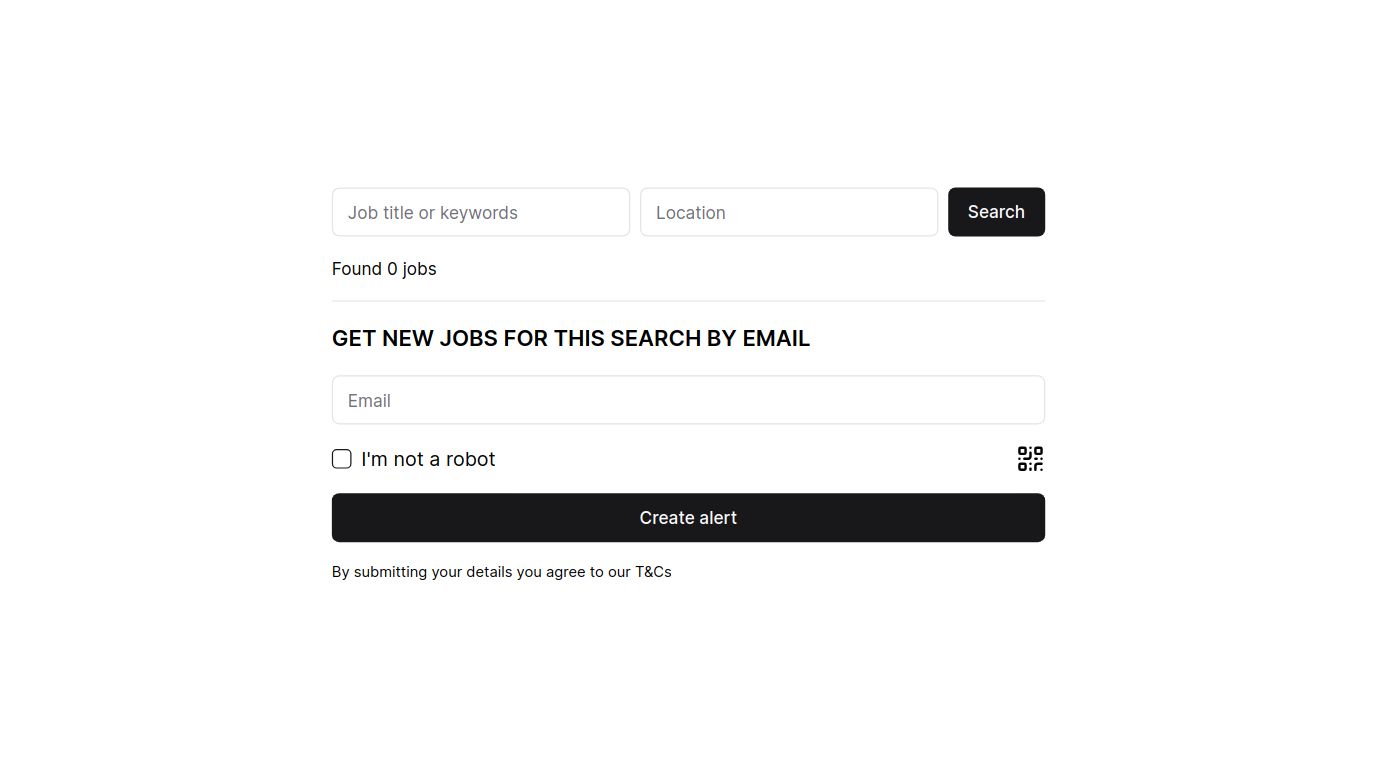 Job title or keywords Location Search
Found 0 jobs
GET NEW JOBS FOR THIS SEARCH BY EMAIL
Email
I'm not a robot
Create alert
By submitting your details you agree to our T&Cs